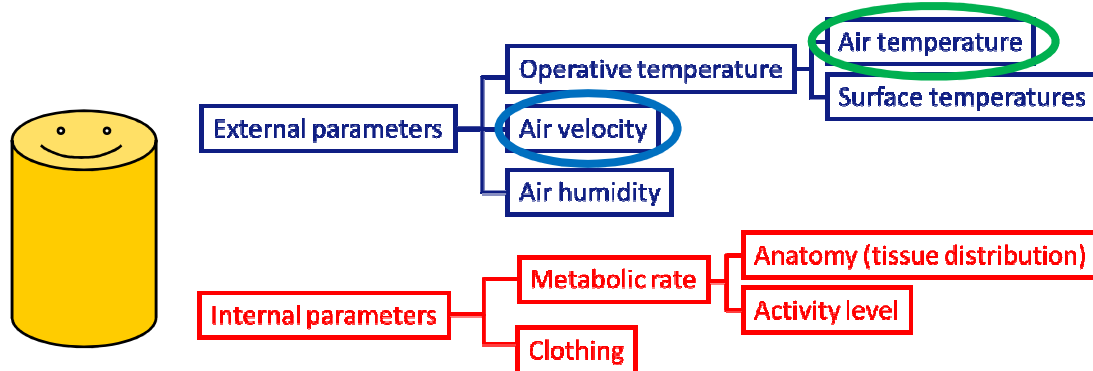 Air temperature
Operative temperature
Surface temperatures
External parameters
Air velocity
Air humidity
Anatomy (tissue distribution)
Metabolic rate
Activity level
Internal parameters
Clothing